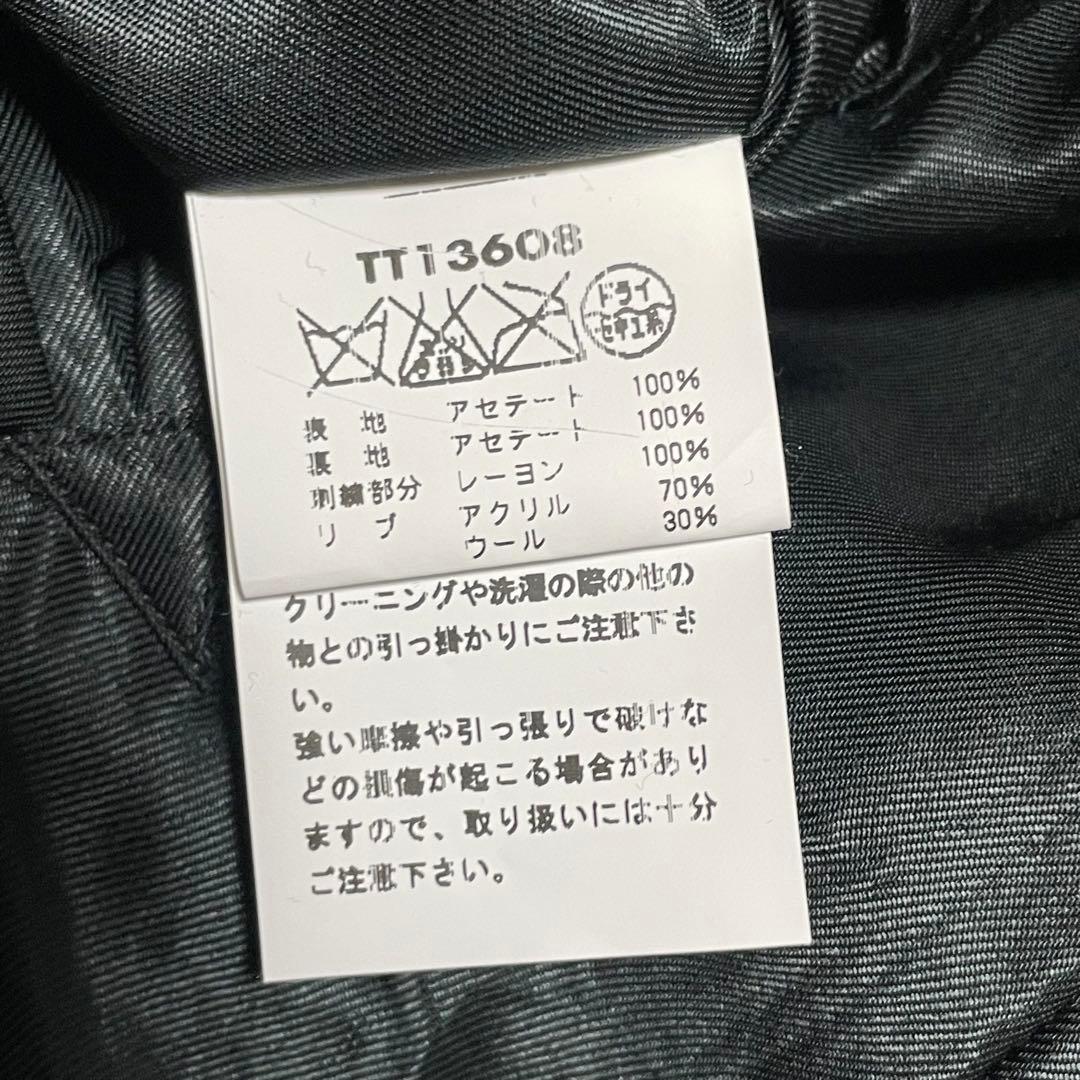 TT13608
ドライ
セキユ系
表 地 アセテート 100%
裏 地 アセテート 100%
刺繍部分 レーヨン 100%
リ ブ アクリル 70%
ウール 30%
クリーニングや洗濯の際の他の
物との引っ掛かりにご注意下さ
い。
強い摩擦や引っ張りで破けな
どの損傷が起こる場合があり
ますので、取り扱いには十分
ご注意下さい。